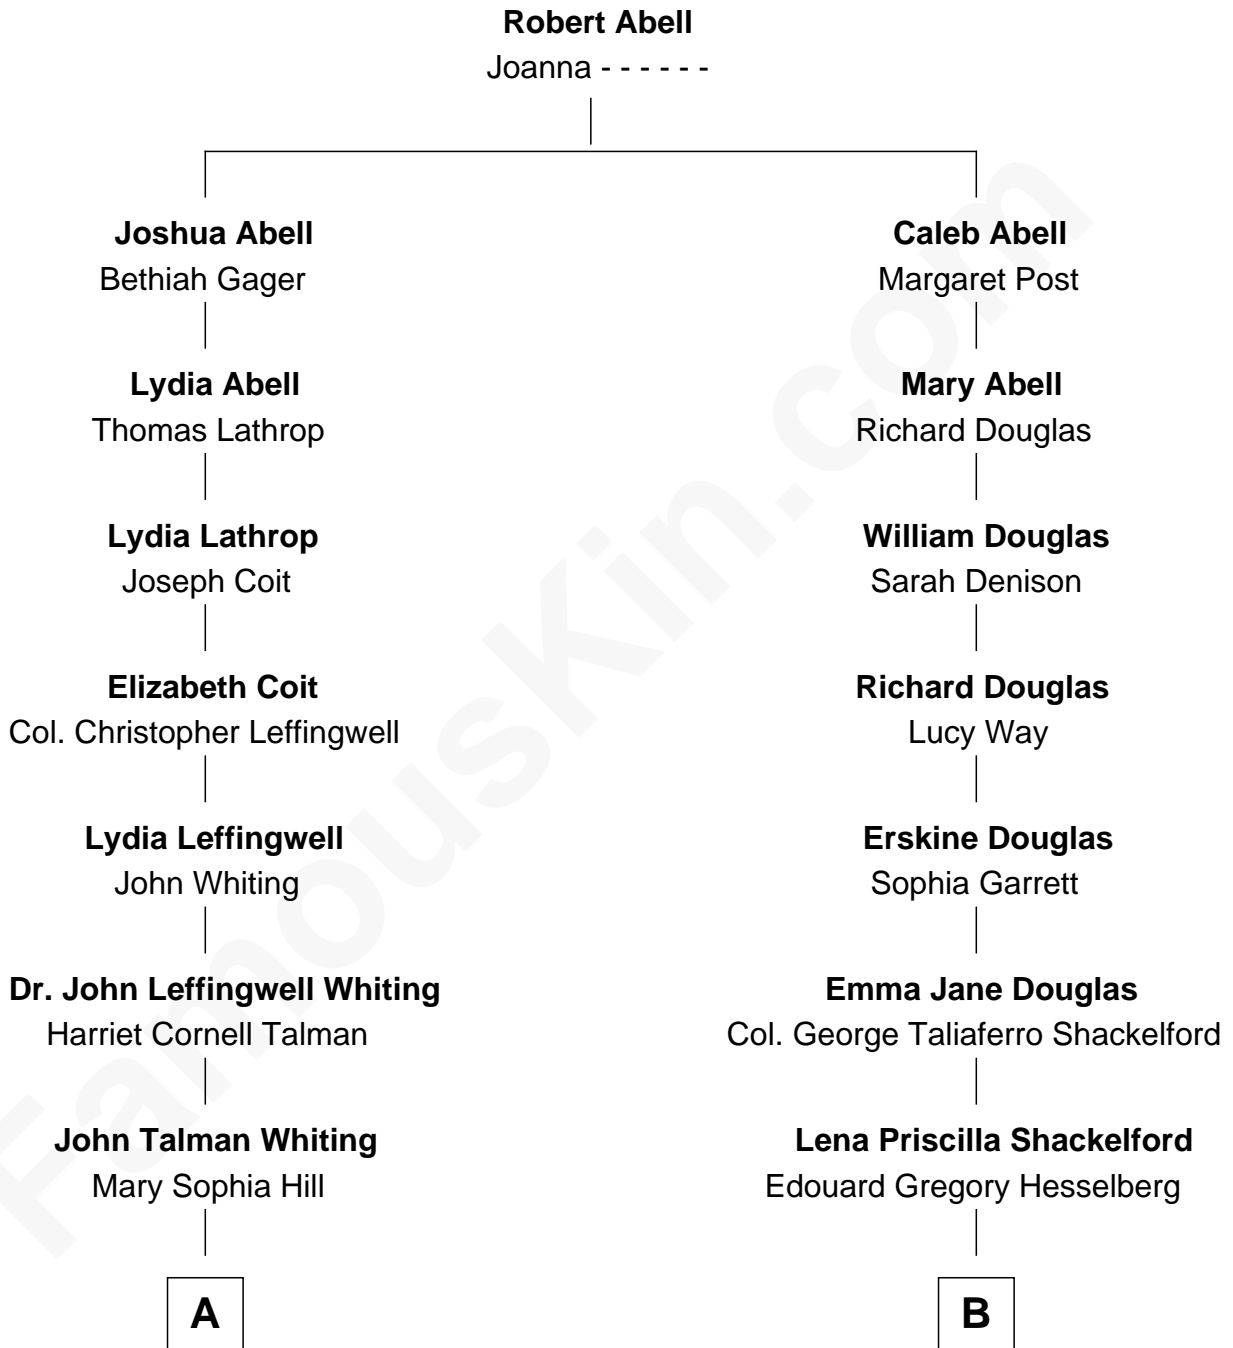 Robert Abell
Joanna - - - - - -
Joshua Abell
Bethiah Gager
Caleb Abell
Margaret Post
Lydia Abell
Thomas Lathrop
Mary Abell
Richard Douglas
Lydia Lathrop
Joseph Coit
William Douglas
Sarah Denison
Elizabeth Coit
Col. Christopher Leffingwell
Richard Douglas
Lucy Way
Lydia Leffingwell
John Whiting
Erskine Douglas
Sophia Garrett
Dr. John Leffingwell Whiting
Harriet Cornell Talman
Emma Jane Douglas
Col. George Taliaferro Shackelford
John Talman Whiting
Mary Sophia Hill
Lena Priscilla Shackelford
Edouard Gregory Hesselberg
A
B
FamousKin.com